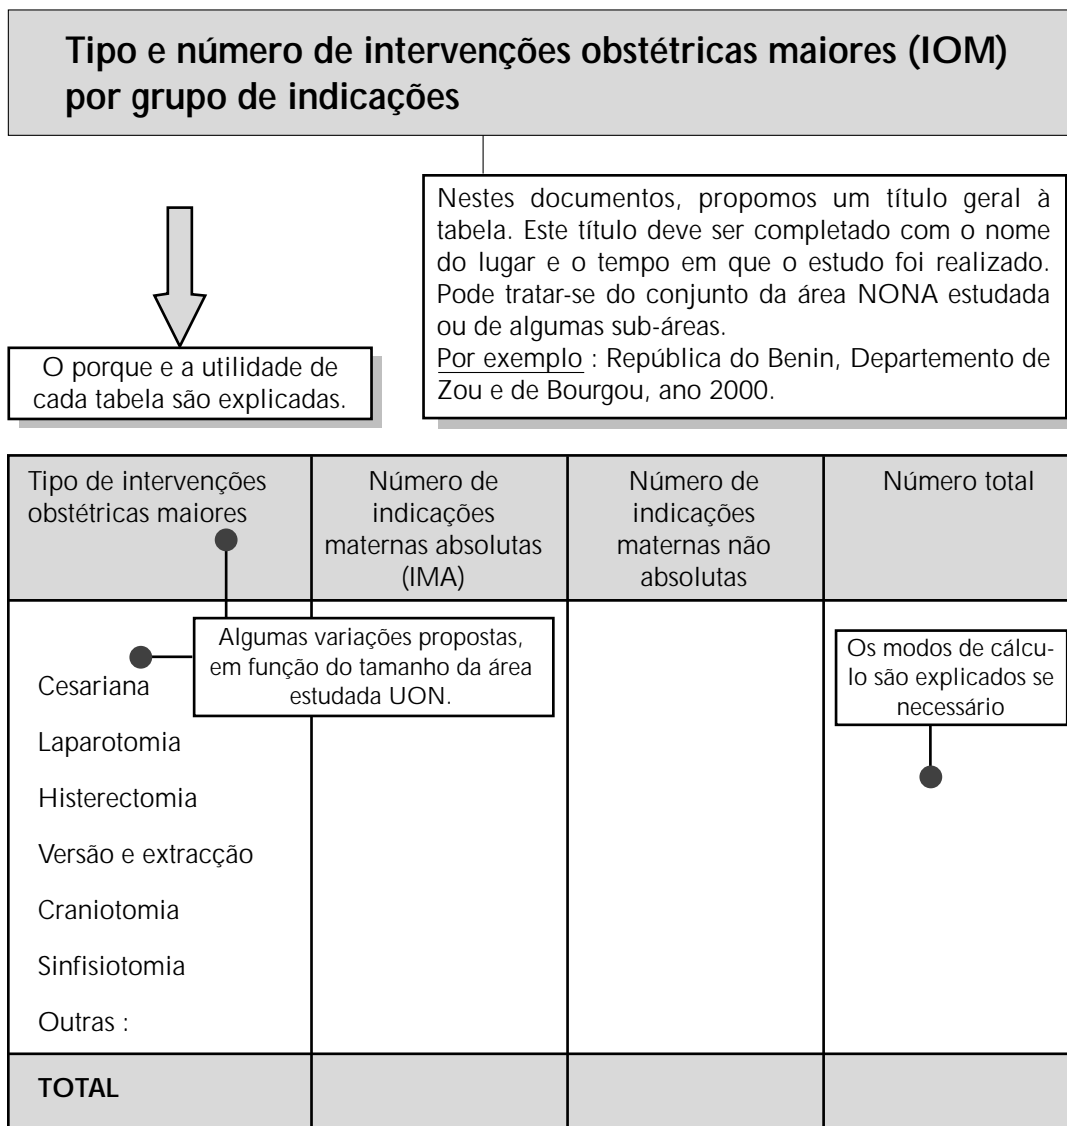 Tipo e número de intervenções obstétricas maiores (IOM)
por grupo de indicações
Nestes documentos, propomos um título geral à
tabela. Este título deve ser completado com o nome
do lugar e o tempo em que o estudo foi realizado.
Pode tratar-se do conjunto da área NONA estudada
ou de algumas sub-áreas.
Por exemplo : República do Benin, Departemento de
Zou e de Bourgou, ano 2000.
O porque e a utilidade de
cada tabela são explicadas.
Tipo de intervenções
obstétricas maiores
Número de
indicações
maternas absolutas
(IMA)
Número de
indicações
maternas não
absolutas
Número total
Algumas variações propostas,
em função do tamanho da área
estudada UON.
Os modos de cálcu-
lo são explicados se
necessário
Cesariana
Laparotomia
Histerectomia
Versão e extracção
Craniotomia
Sinfisiotomia
Outras :
TOTAL